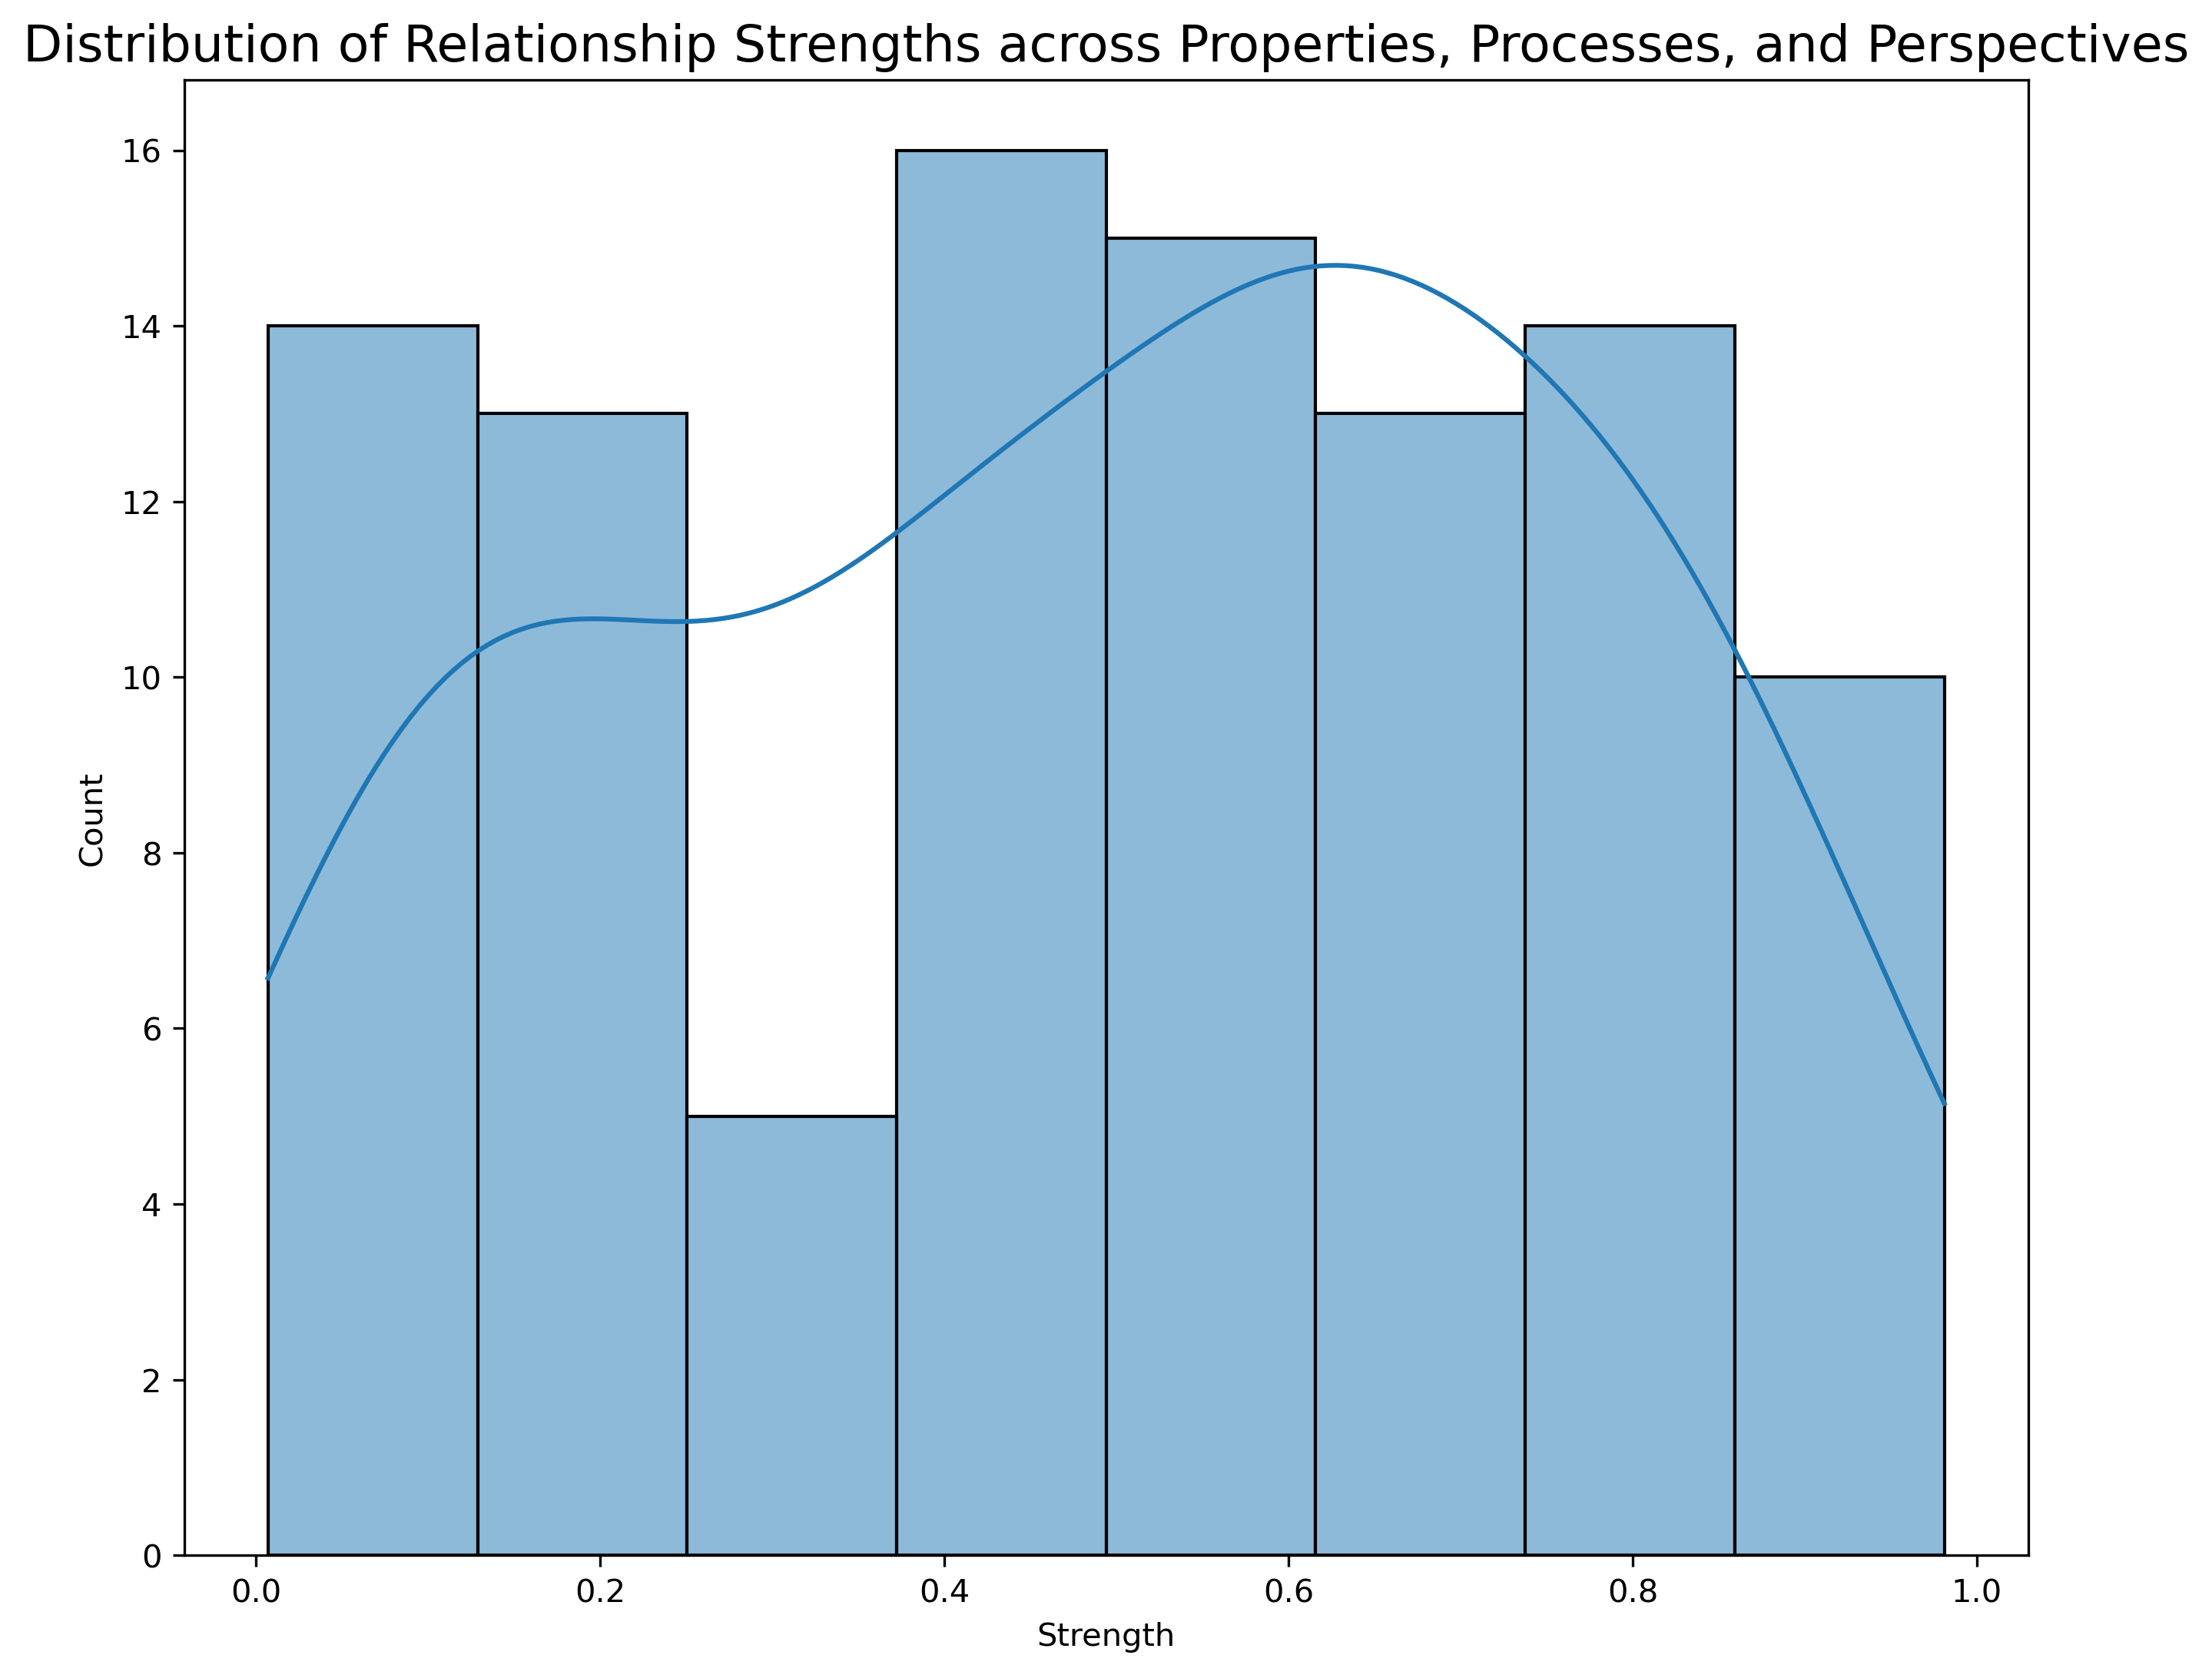 Distribution of Relationship Strengths across Properties, Processes, and Perspectives
16
14
12
10
8
6
4
2
0
Count
0.0 0.2 0.4 0.6 0.8 1.0
Strength